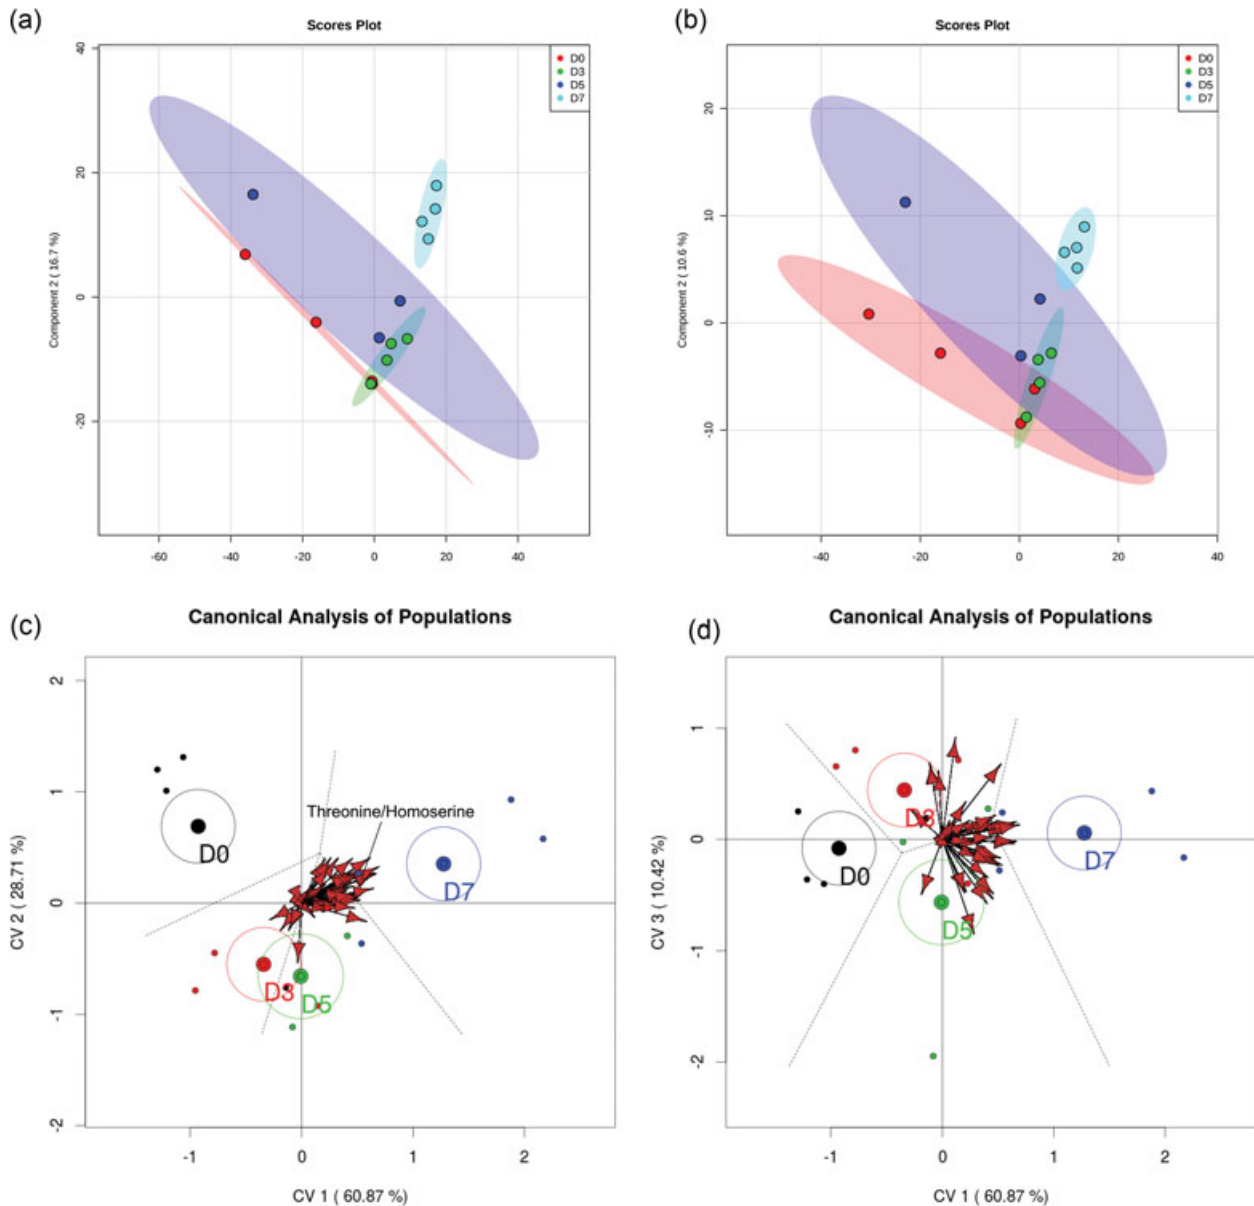 (a)
Scores Plot
D0
D3
D5
D7
Component 2 ( 16.7 %)
40
20
0
-20
-60
-40
-20
0
20
40
(b)
Scores Plot
D0
D3
D5
D7
Component 2 ( 10.6 %)
20
10
0
-10
-40
-20
0
20
40
(c)
Canonical Analysis of Populations
CV 2 ( 28.71 %)
2
1
0
-1
-2
D0
Threonine/Homoserine
D7
D3
D5
-1
0
1
2
CV 1 ( 60.87 %)
(d)
Canonical Analysis of Populations
CV 3 ( 10.42 %)
1
0
-1
-2
D3
D0
D7
D5
-1
0
1
2
CV 1 ( 60.87 %)